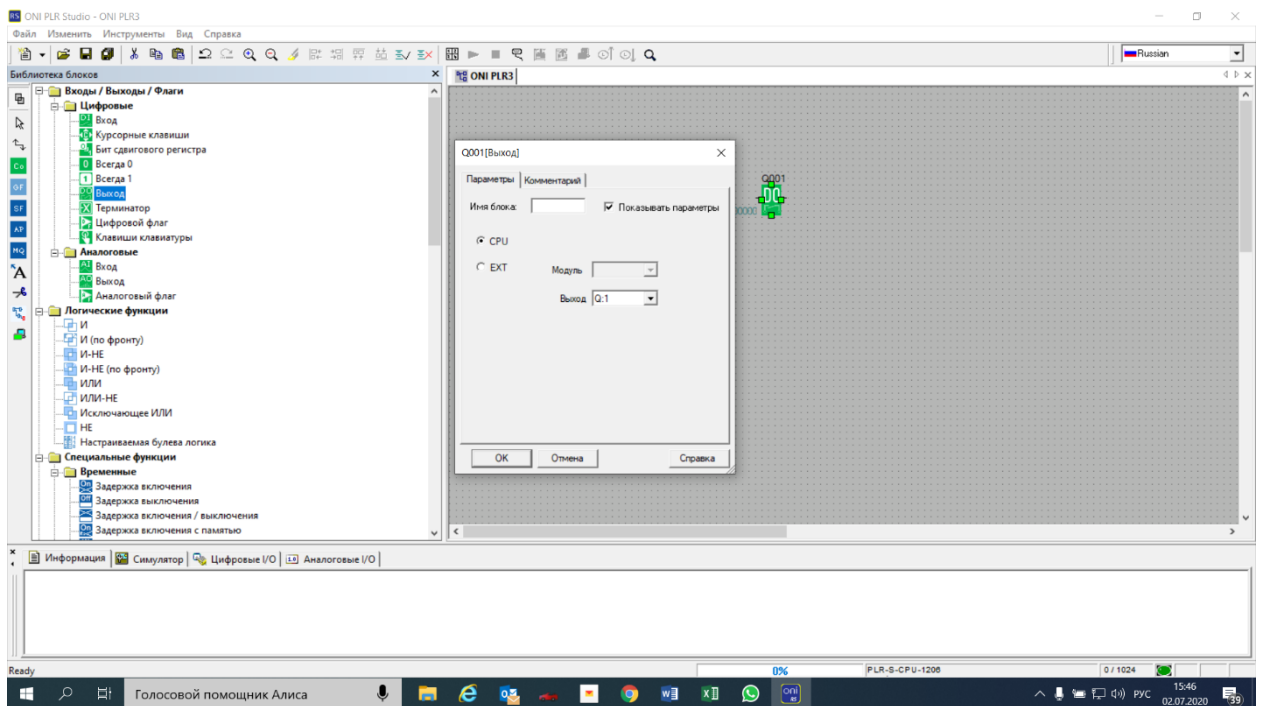 ONI PLR Studio - ONI PLR3
Файл Изменить Инструменты Вид Справка
Russian
Библиотека блоков
ONI PLR3
Входы / Выходы / Флаги
Цифровые
Вход
Курсорные клавиши
Бит сдвигового регистра
Всегда 0
Всегда 1
Выход
Терминатор
Цифровой флаг
Клавиши клавиатуры
Аналоговые
Вход
Выход
Аналоговый флаг
Логические функции
И
И (по фронту)
И-НЕ
И-НЕ (по фронту)
ИЛИ
ИЛИ-НЕ
Исключающее ИЛИ
НЕ
Настраиваемая булева логика
Специальные функции
Временные
Задержка включения
Задержка выключения
Задержка включения / выключения
Задержка включения с памятью
Co
GF
SF
AP
MQ
A
Q001[Выход]
Параметры Комментарий
Имя блока: Показывать параметры
CPU
EXT Модуль
Выход Q:1
OK Отмена Справка
Q001
Информация Симулятор Цифровые I/O Аналоговые I/O
Ready 0% PLR-S-CPU-1206 0 / 1024
Голосовой помощник Алиса
РУС
15:46
02.07.2020
39